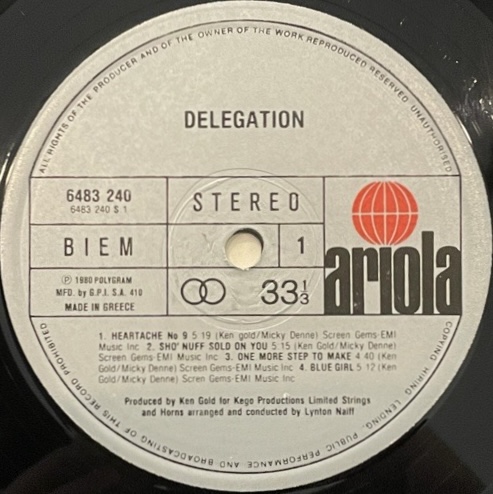 ALL RIGHTS OF THE PRODUCER AND OF THE OWNER OF THE WORK REPRODUCED RESERVED. UNAUTHORISED
DELEGATION
6483 240
6483 240 S 1
STEREO
BIEM
1
℗ 1980 POLYGRAM
MFD. by G.P.I. S.A. 410
MADE IN GREECE
33 1/3
ariola
1. HEARTACHE No 9 5 19 (Ken gold/Micky Denne) Screen Gems-EMI
Music Inc 2. SHO' NUFF SOLD ON YOU 5 15 (Ken Gold/Micky Denne)
Screen Gems-EMI Music Inc 3. ONE MORE STEP TO MAKE 4 40 (Ken
Gold/Micky Denne) Scren Gems-EMI Music Inc 4. BLUE GIRL 5 12 (Ken
Gold/Micky Denne) Scren Gem-EMI Music Inc
Produced by Ken Gold for Kego Productions Limited Strings
and Horns arranged and conducted by Lynton Naiff
COPYING, HIRING, LENDING, PUBLIC PERFORMANCE AND BROADCASTING OF THIS RECORD PROHIBITED